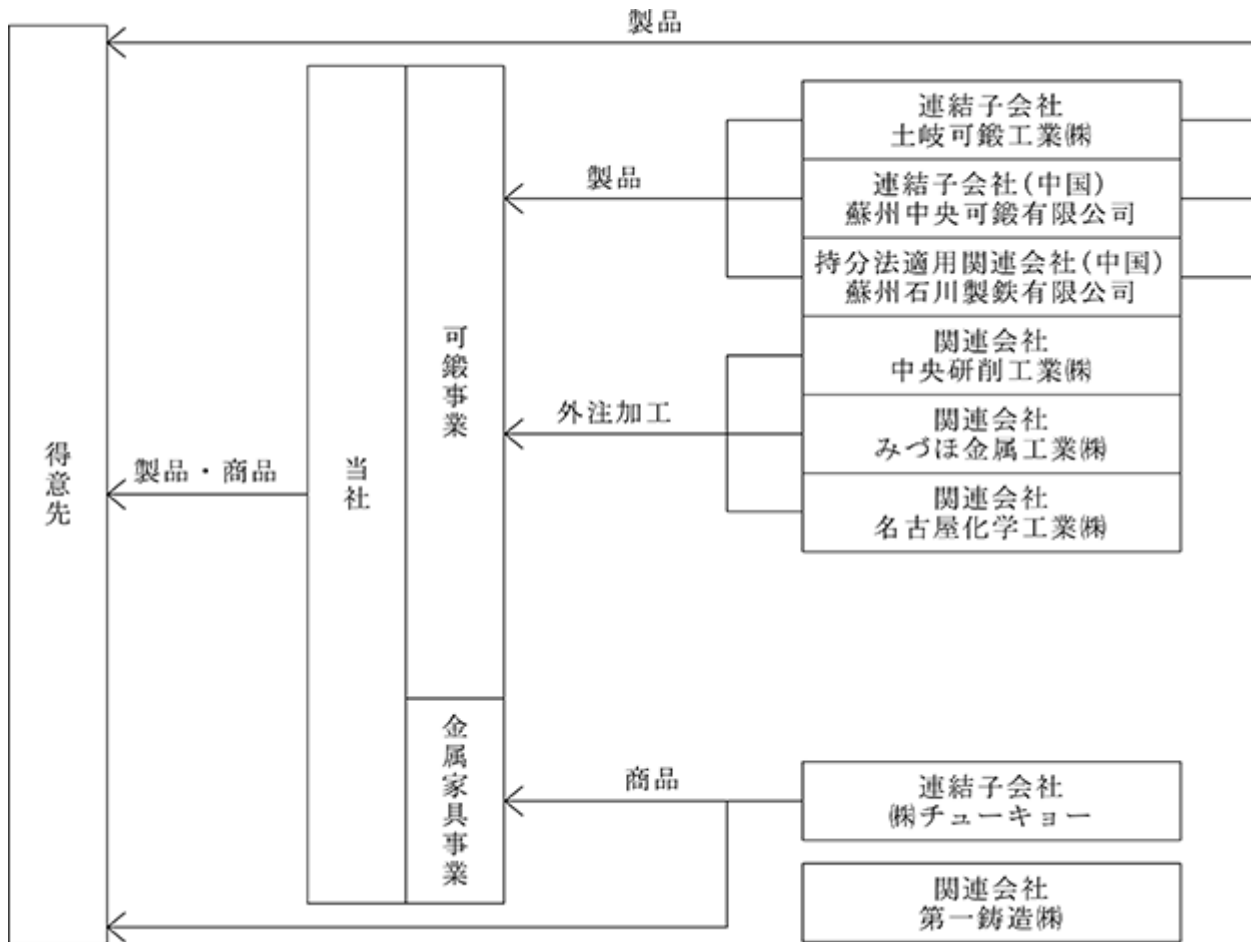 製品
連結子会社
土岐可鍛工業㈱
製品
連結子会社(中国)
蘇州中央可鍛有限公司
持分法適用関連会社(中国)
蘇州石川製鉄有限公司
関連会社
中央研削工業㈱
外注加工
関連会社
みづほ金属工業㈱
関連会社
名古屋化学工業㈱
可鍛事業
得意先
製品・商品
当社
金属家具事業
商品
連結子会社
㈱チューキョー
関連会社
第一鋳造㈱